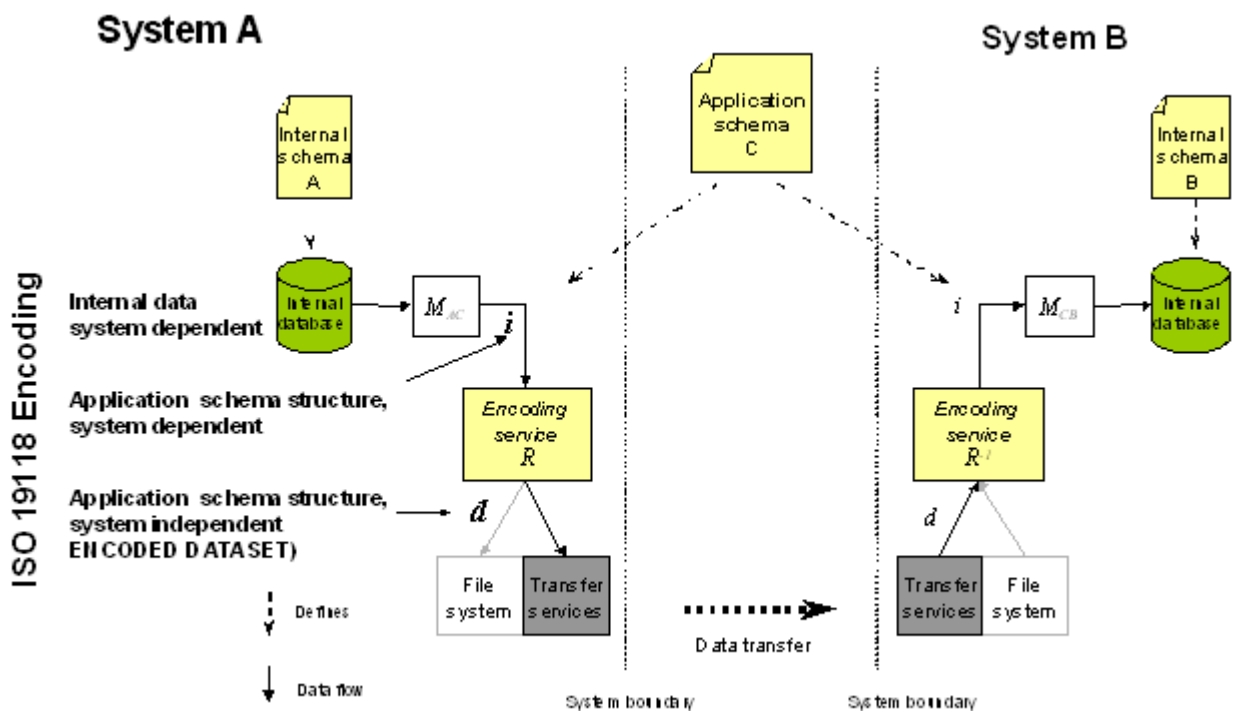 System A
System B
Internal
schema
A
Application
schema
C
Internal
schema
B
ISO 19118 Encoding
Internal data
system dependent
Internal
database
M_AC
i
i
M_CB
Internal
database
Application schema structure,
system dependent
Encoding
service
R
Encoding
service
R⁻¹
Application schema structure,
system independent
ENCODED DATASET)
d
d
File
system
Transfer
services
Transfer
services
File
system
Defines
Data transfer
Data flow
System boundary
System boundary